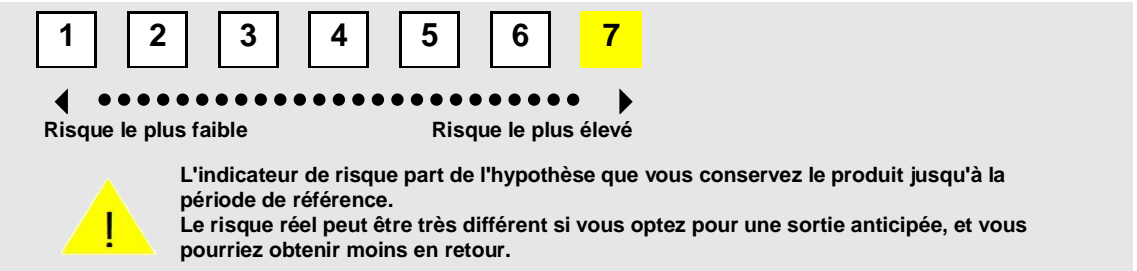 1 2 3 4 5 6 7
Risque le plus faible Risque le plus élevé
L'indicateur de risque part de l'hypothèse que vous conservez le produit jusqu'à la
période de référence.
Le risque réel peut être très différent si vous optez pour une sortie anticipée, et vous
pourriez obtenir moins en retour.
!